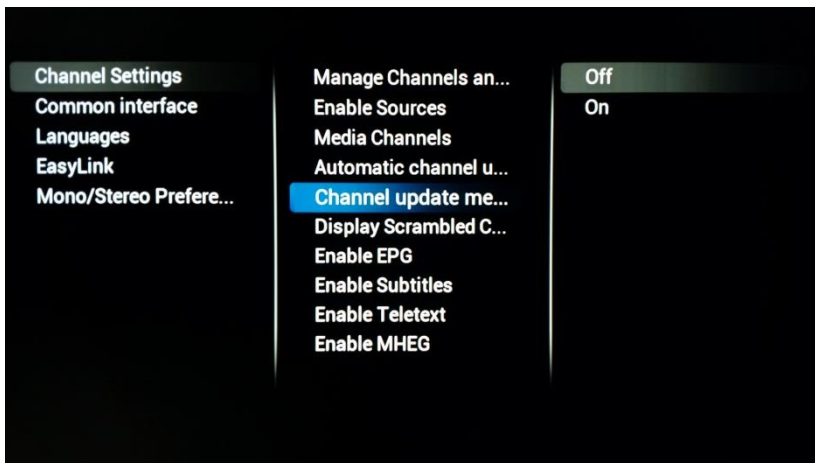 Channel Settings
Common interface
Languages
EasyLink
Mono/Stereo Prefere...
Manage Channels an...
Enable Sources
Media Channels
Automatic channel u...
Channel update me...
Display Scrambled C...
Enable EPG
Enable Subtitles
Enable Teletext
Enable MHEG
Off
On